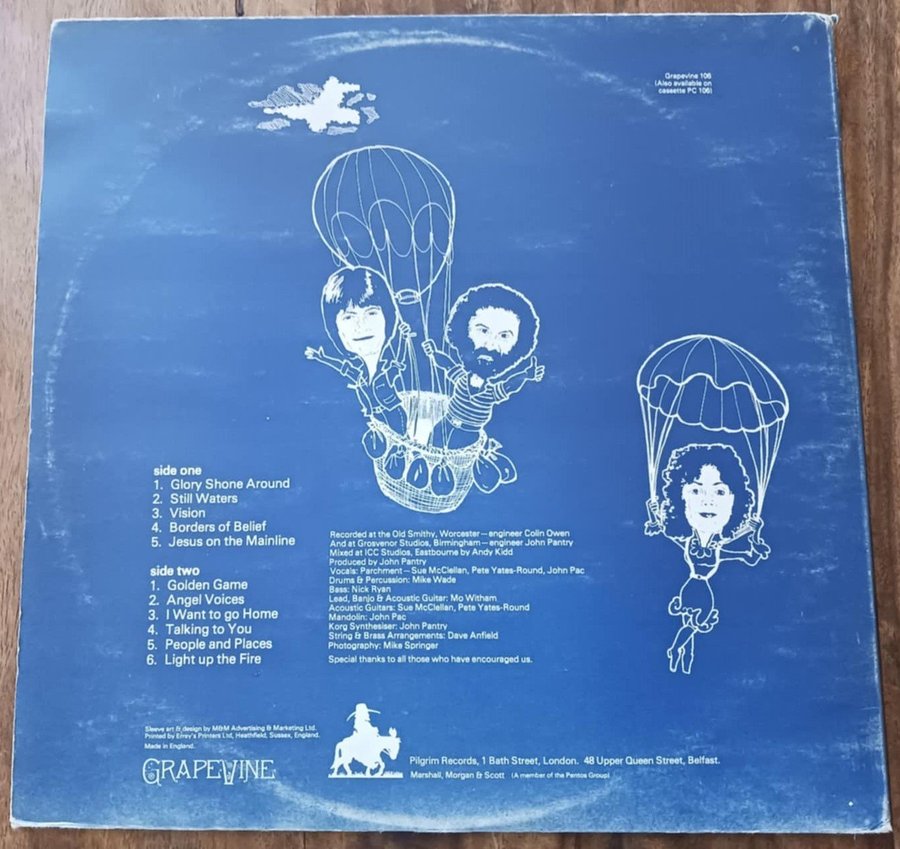 Grapevine 106
(Also available on
cassette PC 106)
side one
1. Glory Shone Around
2. Still Waters
3. Vision
4. Borders of Belief
5. Jesus on the Mainline
side two
1. Golden Game
2. Angel Voices
3. I Want to go Home
4. Talking to You
5. People and Places
6. Light up the Fire
Recorded at the Old Smithy, Worcester—engineer Colin Owen
And at Grosvenor Studios, Birmingham—engineer John Pantry
Mixed at ICC Studios, Eastbourne by Andy Kidd
Produced by John Pantry
Vocals: Parchment—Sue McClellan, Pete Yates-Round, John Pac
Drums & Percussion: Mike Wade
Bass: Nick Ryan
Lead, Banjo & Acoustic Guitar: Mo Witham
Acoustic Guitars: Sue McClellan, Pete Yates-Round
Mandolin: John Pac
Korg Synthesiser: John Pantry
String & Brass Arrangements: Dave Anfield
Photography: Mike Springer
Special thanks to all those who have encouraged us.
Sleeve art & design by M&M Advertising & Marketing Ltd.
Printed by Errey's Printers Ltd, Heathfield, Sussex, England.
Made in England.
GRAPEVINE
Pilgrim Records, 1 Bath Street, London. 48 Upper Queen Street, Belfast.
Marshall, Morgan & Scott (A member of the Pentos Group)